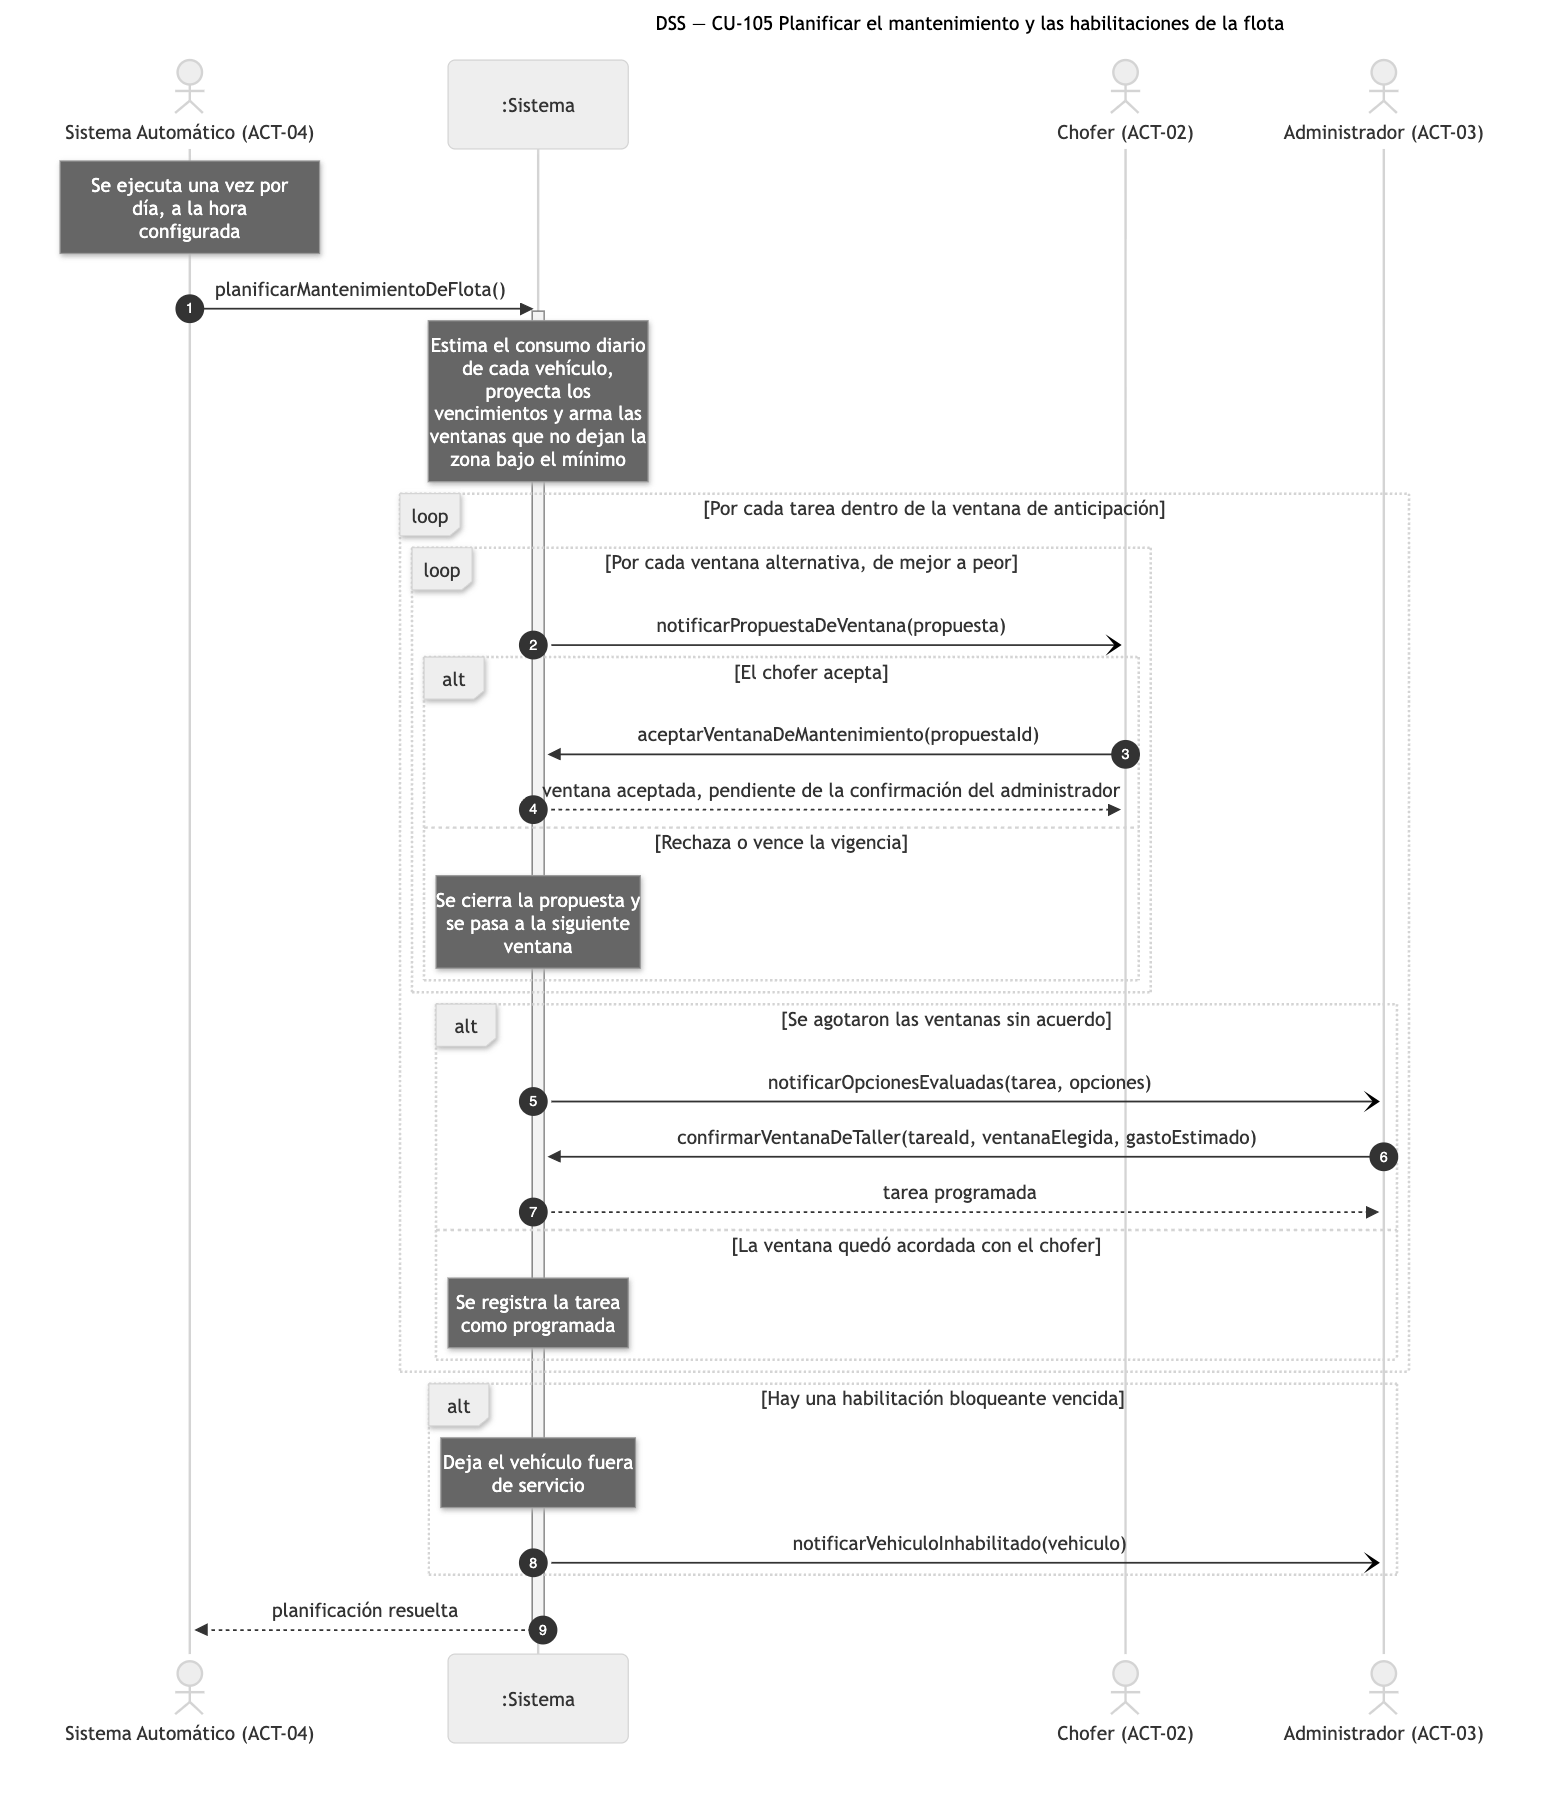 DSS — CU-105 Planificar el mantenimiento y las habilitaciones de la flota
Sistema Automático (ACT-04)
:Sistema
Chofer (ACT-02)
Administrador (ACT-03)
Se ejecuta una vez por
día, a la hora
configurada
planificarMantenimientoDeFlota()
1
Estima el consumo diario
de cada vehículo,
proyecta los
vencimientos y arma las
ventanas que no dejan la
zona bajo el mínimo
loop
[Por cada tarea dentro de la ventana de anticipación]
loop
[Por cada ventana alternativa, de mejor a peor]
notificarPropuestaDeVentana(propuesta)
2
alt
[El chofer acepta]
aceptarVentanaDeMantenimiento(propuestaId)
3
ventana aceptada, pendiente de la confirmación del administrador
4
[Rechaza o vence la vigencia]
Se cierra la propuesta y
se pasa a la siguiente
ventana
alt
[Se agotaron las ventanas sin acuerdo]
notificarOpcionesEvaluadas(tarea, opciones)
5
confirmarVentanaDeTaller(tareaId, ventanaElegida, gastoEstimado)
6
tarea programada
7
[La ventana quedó acordada con el chofer]
Se registra la tarea
como programada
alt
[Hay una habilitación bloqueante vencida]
Deja el vehículo fuera
de servicio
notificarVehiculoInhabilitado(vehiculo)
8
planificación resuelta
9
Sistema Automático (ACT-04)
:Sistema
Chofer (ACT-02)
Administrador (ACT-03)